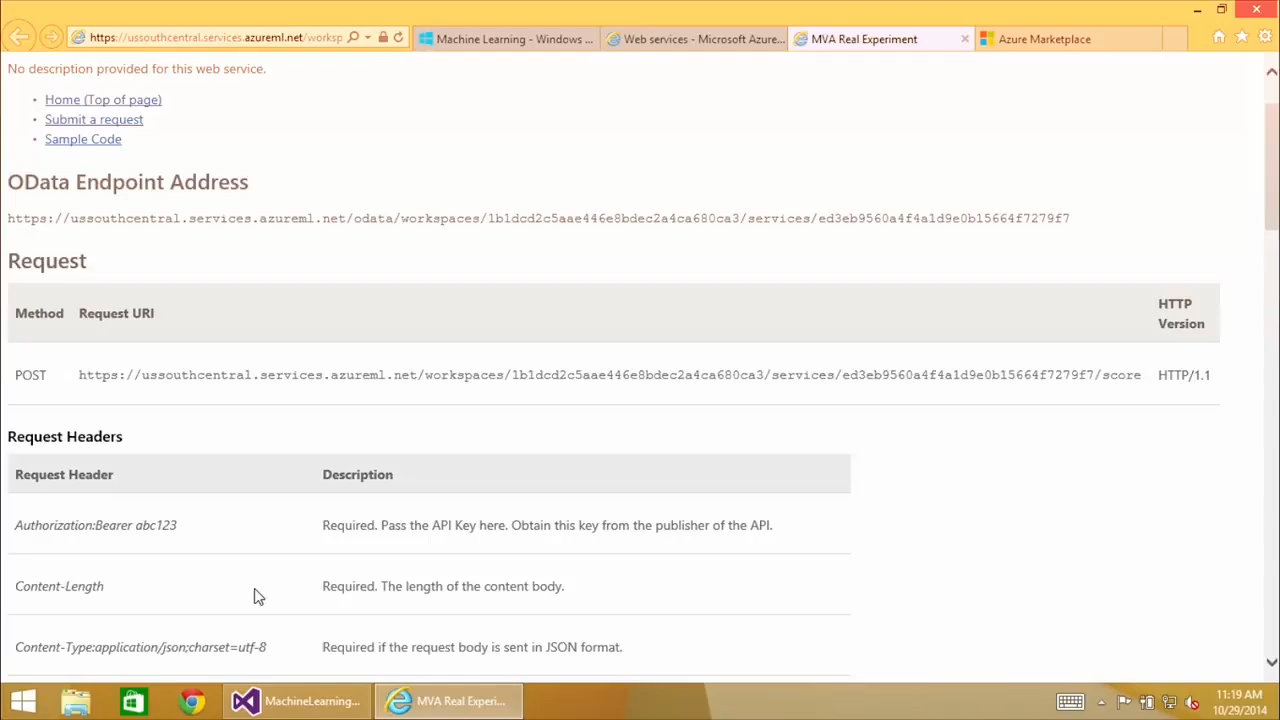 https://ussouthcentral.services.azureml.net/worksp
Machine Learning - Windows ...
Web services - Microsoft Azure...
MVA Real Experiment
Azure Marketplace
No description provided for this web service.
Home (Top of page)
Submit a request
Sample Code
OData Endpoint Address
https://ussouthcentral.services.azureml.net/odata/workspaces/1b1dcd2c5aae446e8bdec2a4ca680ca3/services/ed3eb9560a4f4a1d9e0b15664f7279f7
Request
Method Request URI HTTP Version
POST https://ussouthcentral.services.azureml.net/workspaces/1b1dcd2c5aae446e8bdec2a4ca680ca3/services/ed3eb9560a4f4a1d9e0b15664f7279f7/score HTTP/1.1
Request Headers
Request Header Description
Authorization:Bearer abc123 Required. Pass the API Key here. Obtain this key from the publisher of the API.
Content-Length Required. The length of the content body.
Content-Type:application/json;charset=utf-8 Required if the request body is sent in JSON format.
MachineLearning...
MVA Real Experi...
11:19 AM
10/29/2014